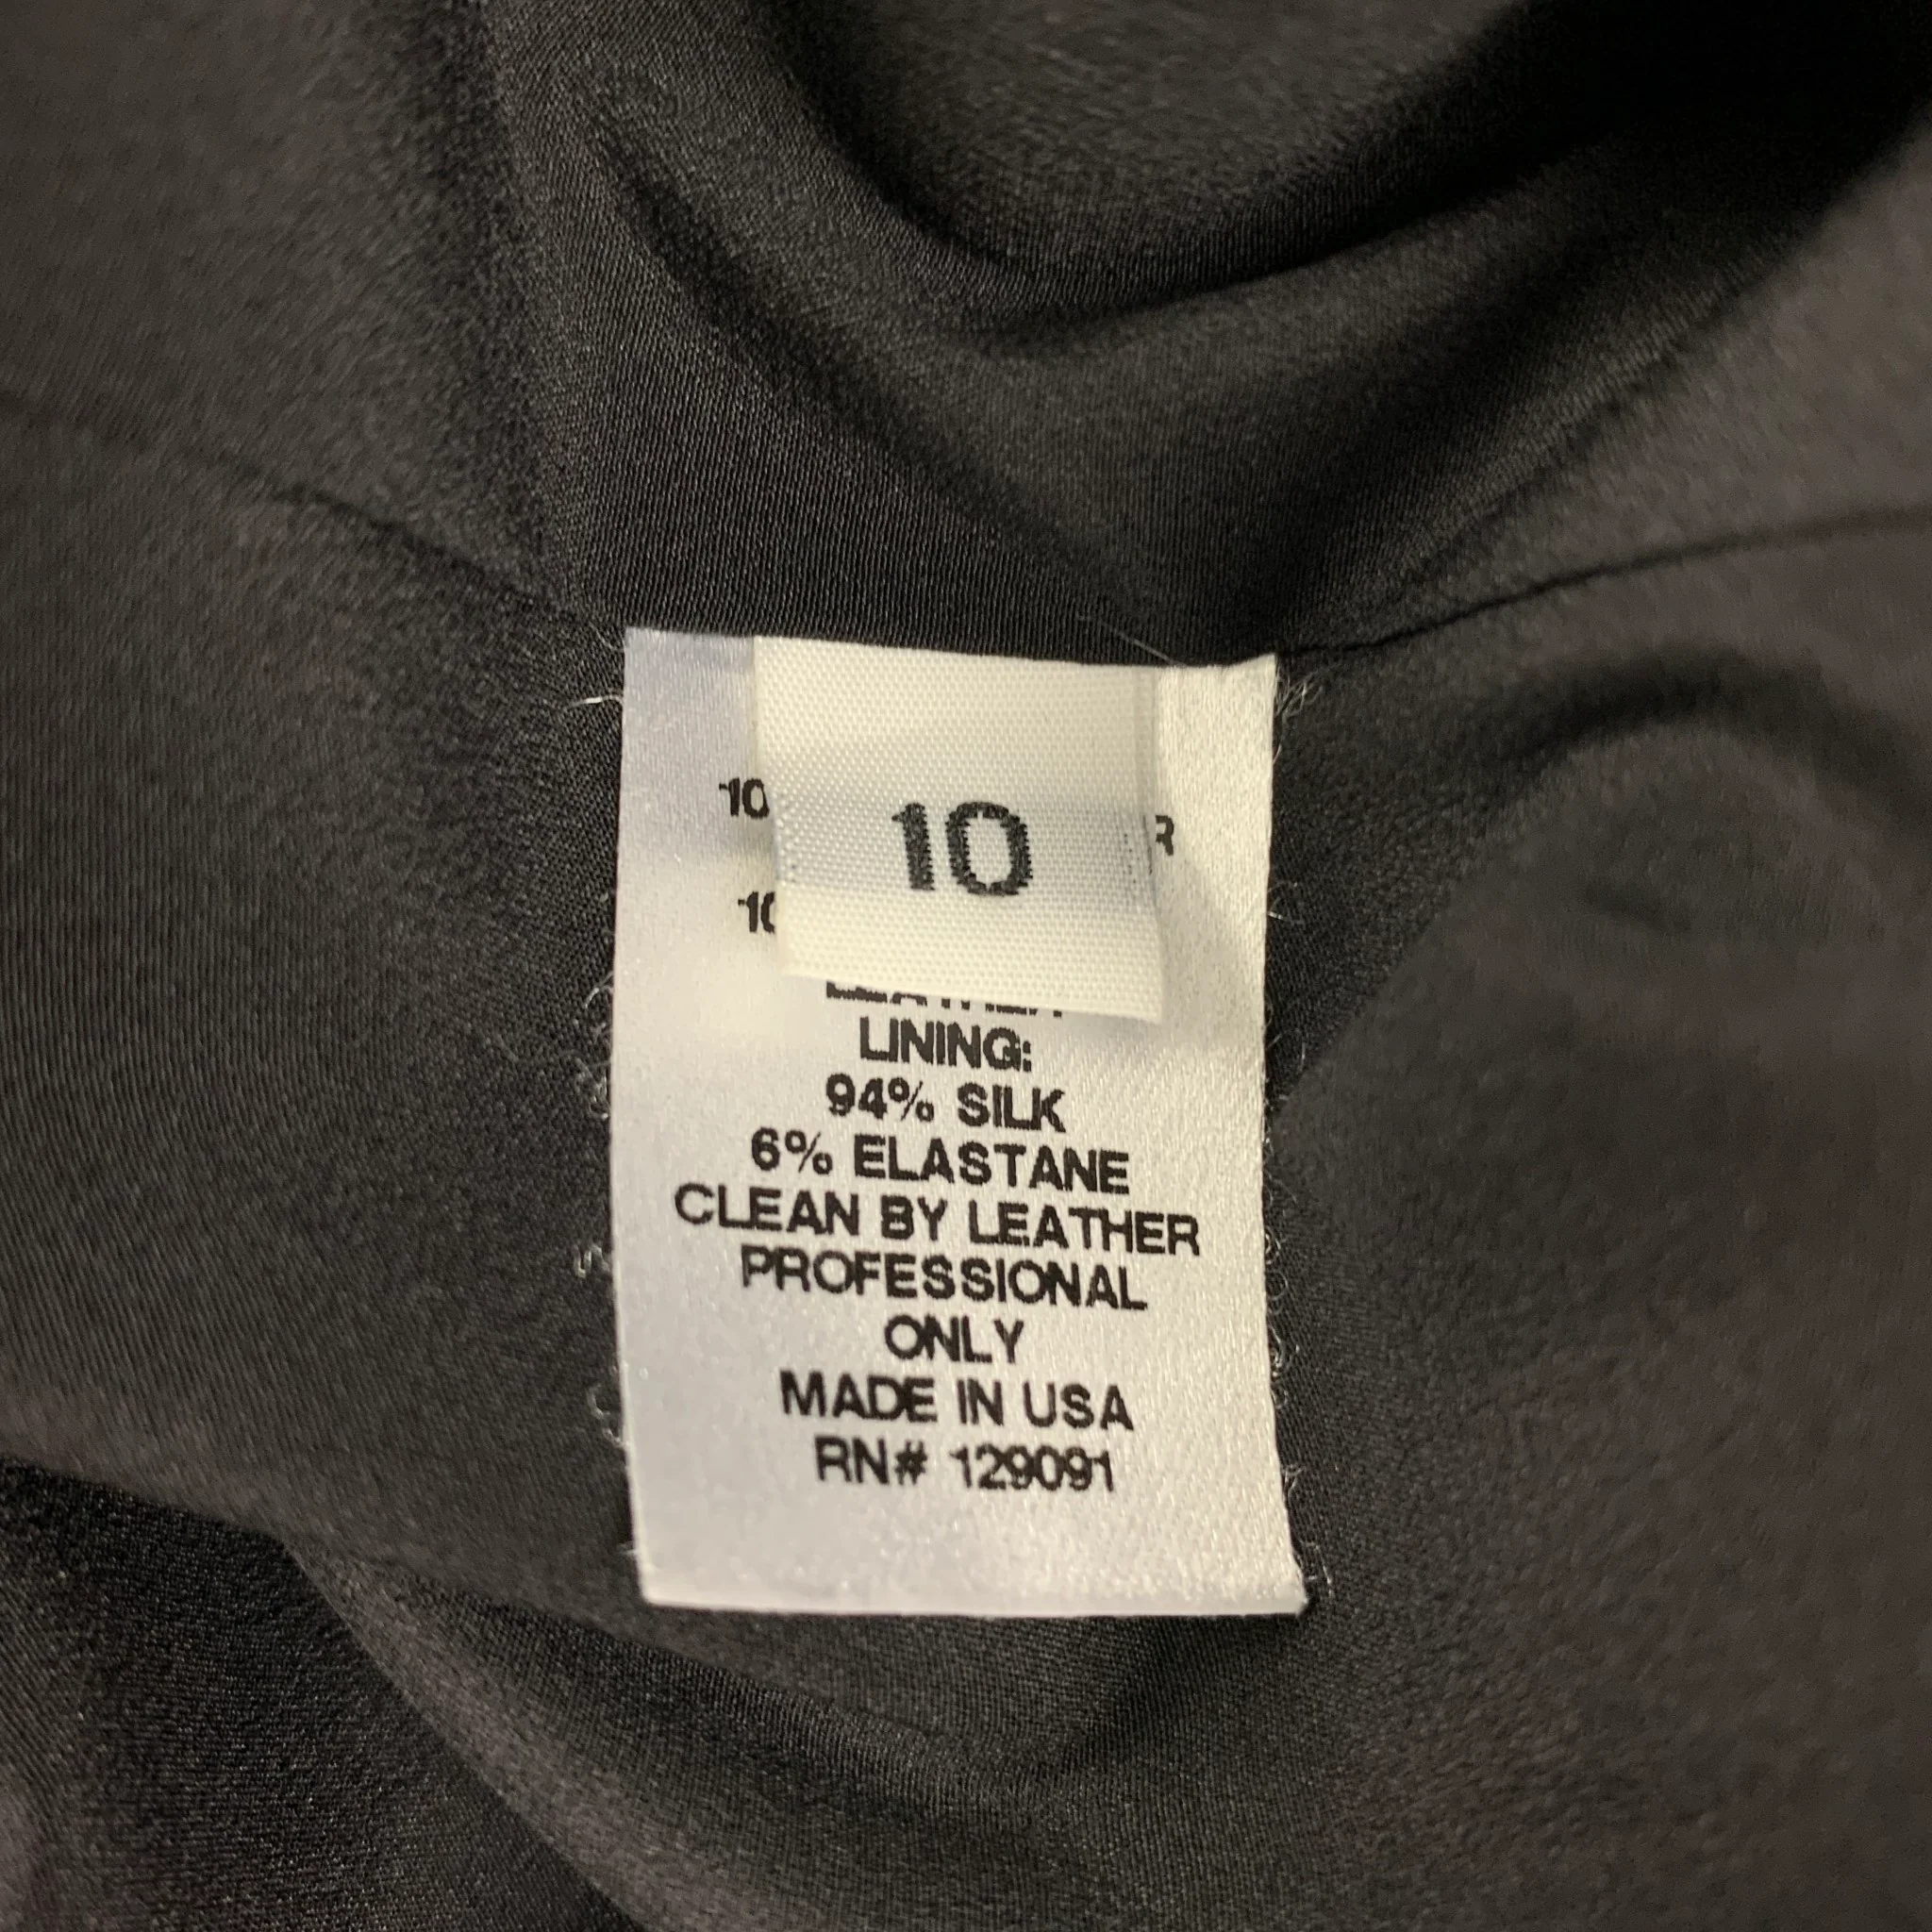 10
LINING:
94% SILK
6% ELASTANE
CLEAN BY LEATHER
PROFESSIONAL
ONLY
MADE IN USA
RN# 129091